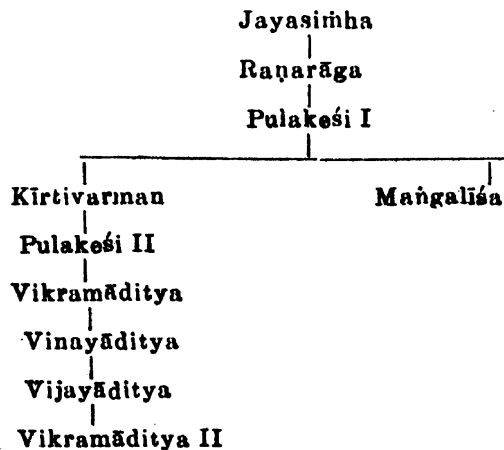 Jayasiṁha
Raṇarāga
Pulakeśi I
Kīrtivarman Maṅgalīśa
Pulakeśi II
Vikramāditya
Vinayāditya
Vijayāditya
Vikramāditya II